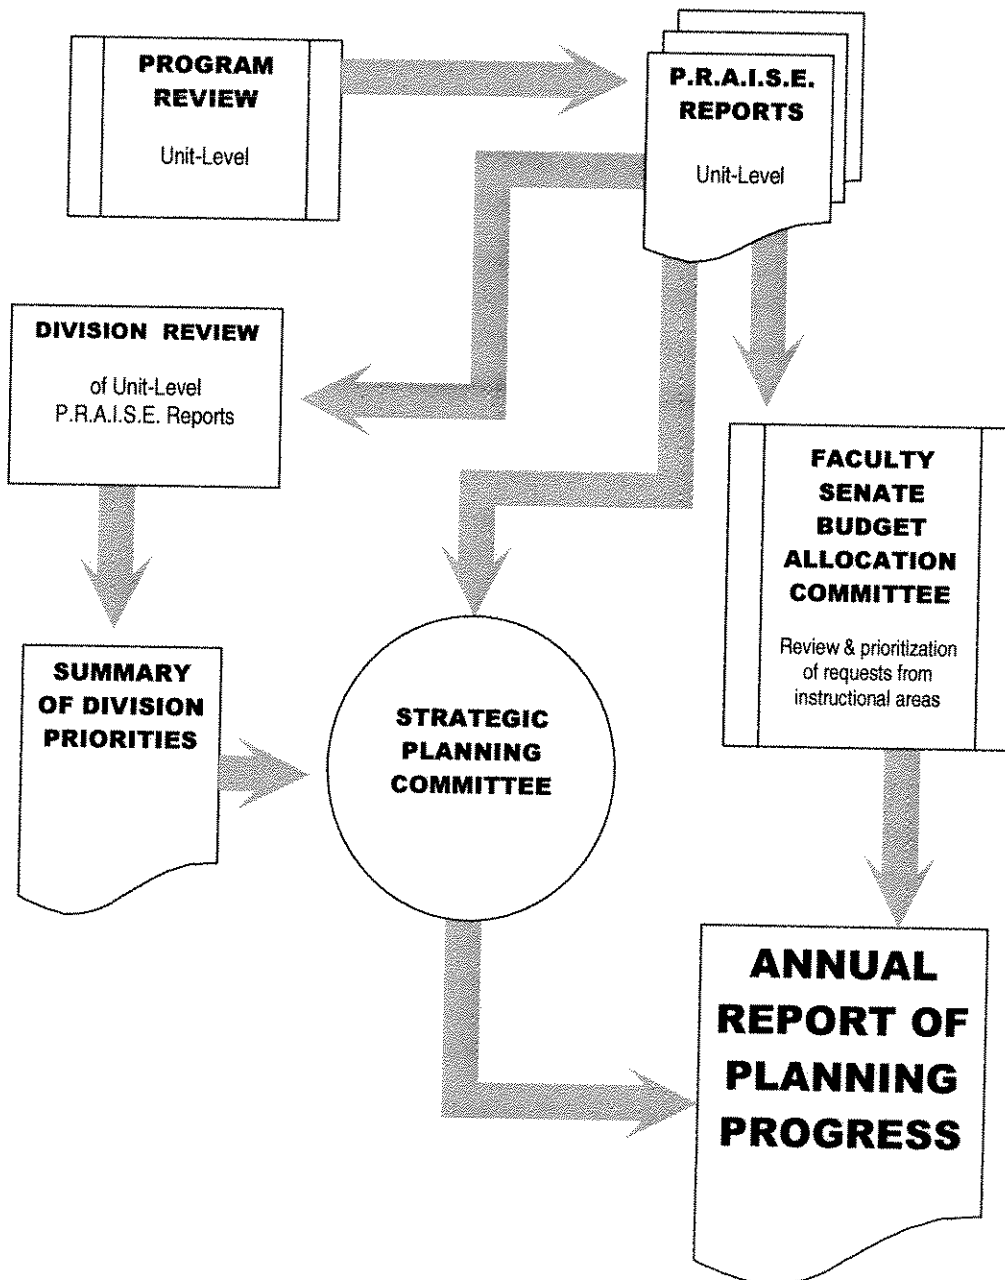 PROGRAM
REVIEW
Unit-Level
P.R.A.I.S.E.
REPORTS
Unit-Level
DIVISION REVIEW
of Unit-Level
P.R.A.I.S.E. Reports
FACULTY
SENATE
BUDGET
ALLOCATION
COMMITTEE
Review & prioritization
of requests from
instructional areas
SUMMARY
OF DIVISION
PRIORITIES
STRATEGIC
PLANNING
COMMITTEE
ANNUAL
REPORT OF
PLANNING
PROGRESS